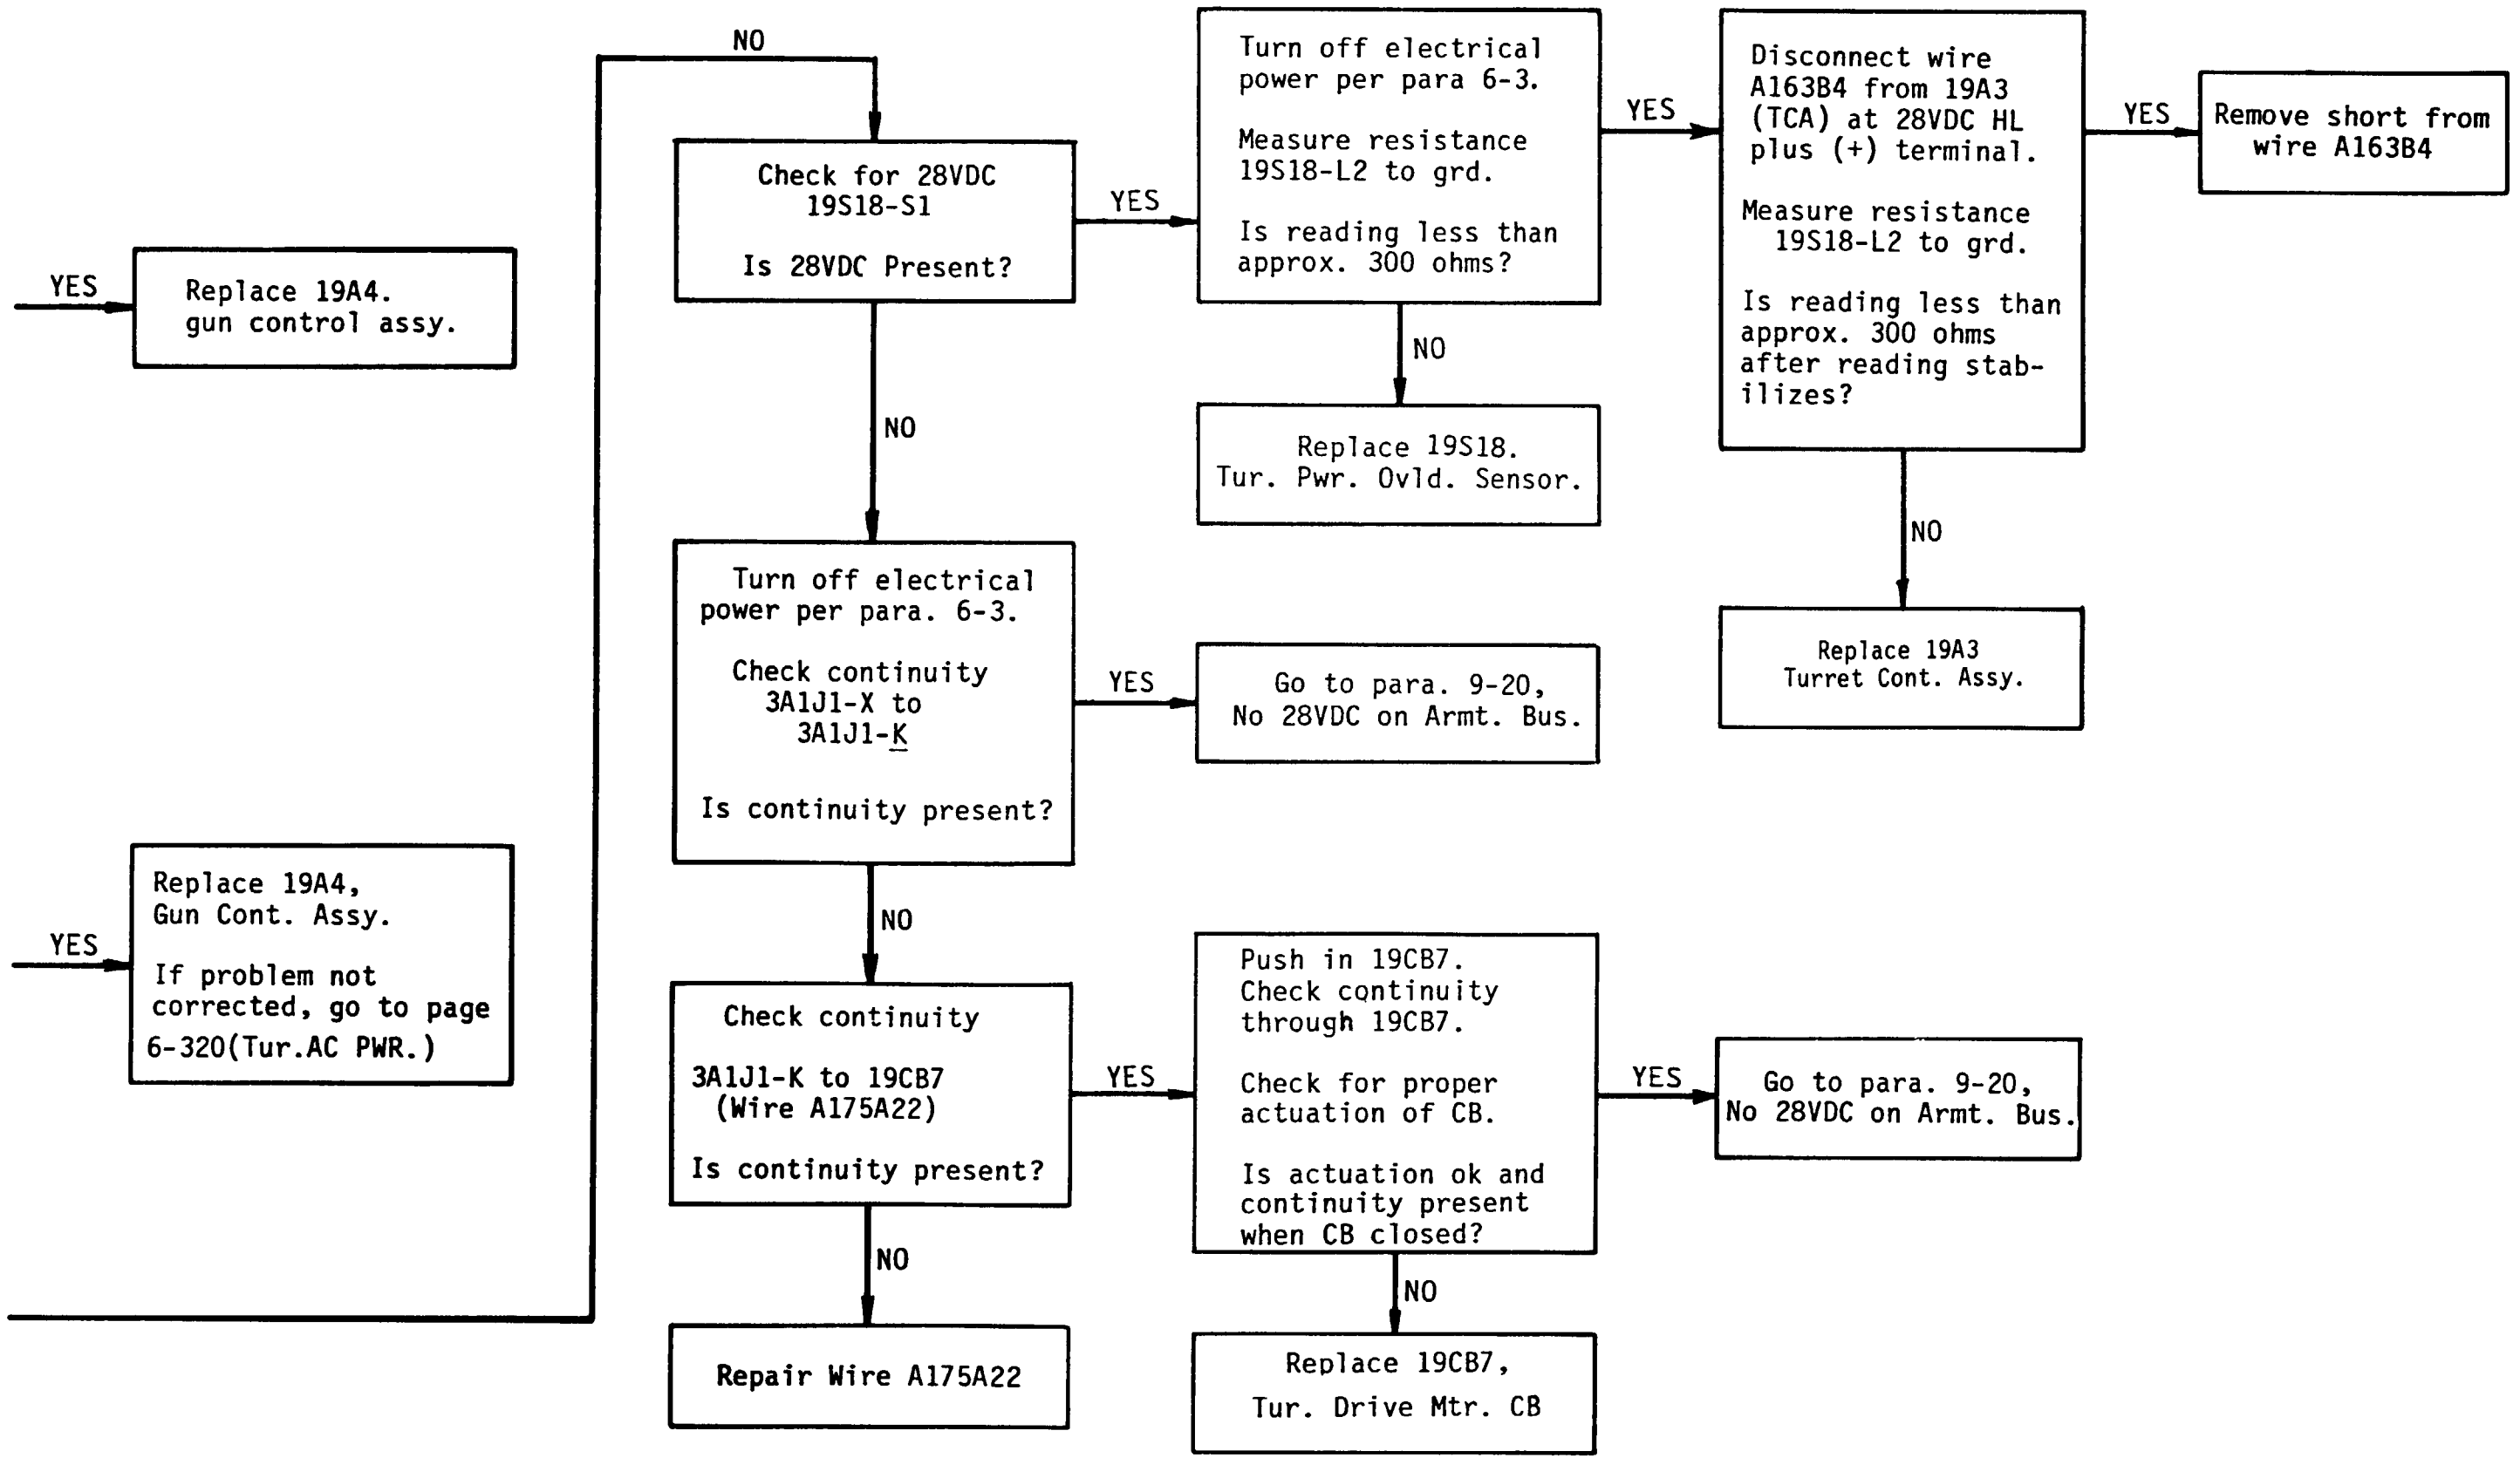 YES
Replace 19A4.
gun control assy.
YES
Replace 19A4,
Gun Cont. Assy.
If problem not
corrected, go to page
6-320(Tur.AC PWR.)
NO
Check for 28VDC
19S18-S1
Is 28VDC Present?
YES
NO
Turn off electrical
power per para 6-3.
Measure resistance
19S18-L2 to grd.
Is reading less than
approx. 300 ohms?
YES
NO
Replace 19S18.
Tur. Pwr. Ovld. Sensor.
Disconnect wire
A163B4 from 19A3
(TCA) at 28VDC HL
plus (+) terminal.
Measure resistance
19S18-L2 to grd.
Is reading less than
approx. 300 ohms
after reading stab-
ilizes?
YES
Remove short from
wire A163B4
NO
Replace 19A3
Turret Cont. Assy.
Turn off electrical
power per para. 6-3.
Check continuity
3A1J1-X to
3A1J1-K
Is continuity present?
YES
Go to para. 9-20,
No 28VDC on Armt. Bus.
NO
Check continuity
3A1J1-K to 19CB7
(Wire A175A22)
Is continuity present?
YES
NO
Repair Wire A175A22
Push in 19CB7.
Check continuity
through 19CB7.
Check for proper
actuation of CB.
Is actuation ok and
continuity present
when CB closed?
YES
Go to para. 9-20,
No 28VDC on Armt. Bus.
NO
Replace 19CB7,
Tur. Drive Mtr. CB